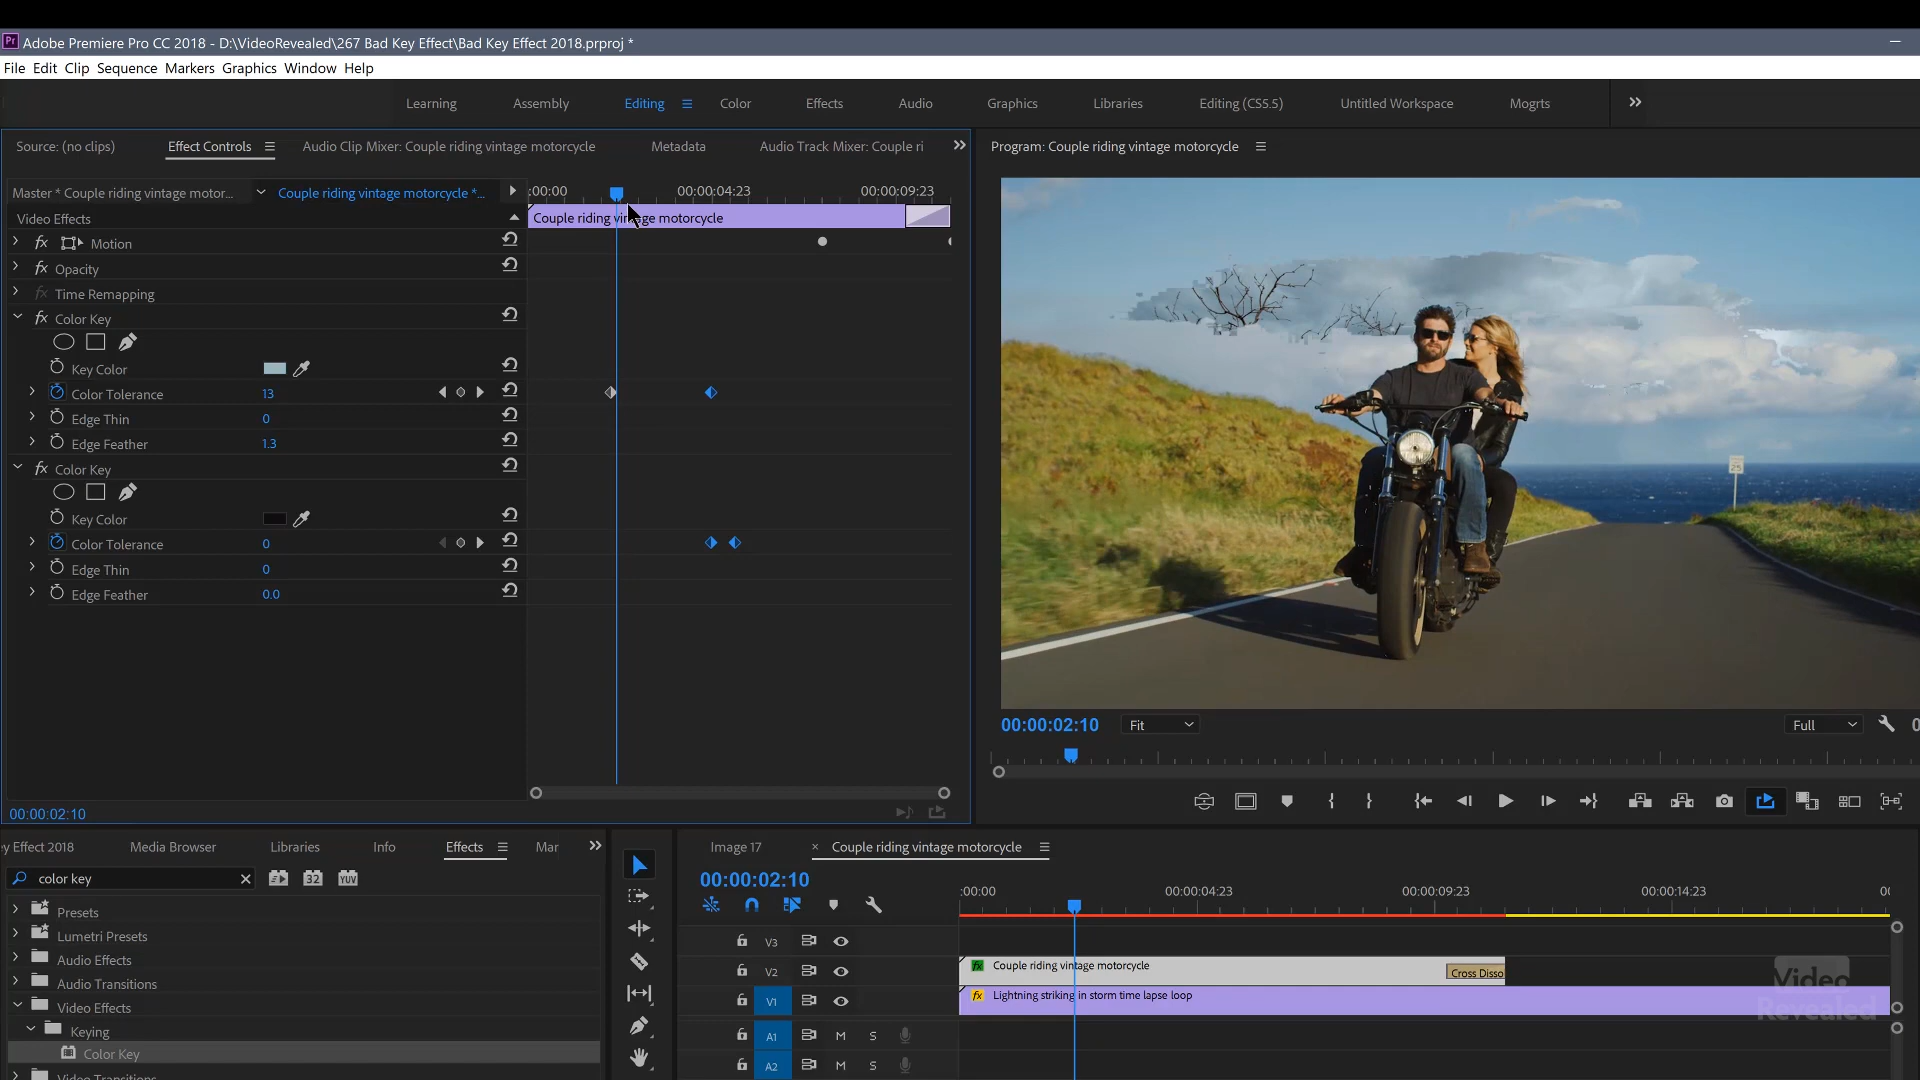 Adobe Premiere Pro CC 2018 - D:\VideoRevealed\267 Bad Key Effect\Bad Key Effect 2018.prproj *
File Edit Clip Sequence Markers Graphics Window Help
Learning Assembly Editing Color Effects Audio Graphics Libraries Editing (CS5.5) Untitled Workspace Mogrts
Source: (no clips) Effect Controls Audio Clip Mixer: Couple riding vintage motorcycle Metadata Audio Track Mixer: Couple ri
Program: Couple riding vintage motorcycle
Master * Couple riding vintage motor... Couple riding vintage motorcycle *...
:00:00 00:00:04:23 00:00:09:23
Video Effects
Couple riding vintage motorcycle
fx Motion
fx Opacity
fx Time Remapping
fx Color Key
Key Color
Color Tolerance 13
Edge Thin 0
Edge Feather 1.3
fx Color Key
Key Color
Color Tolerance 0
Edge Thin 0
Edge Feather 0.0
00:00:02:10 Fit Full
00:00:02:10
y Effect 2018 Media Browser Libraries Info Effects Mar
color key
32 YUV
Presets
Lumetri Presets
Audio Effects
Audio Transitions
Video Effects
Keying
Color Key
Video Transitions
Image 17 × Couple riding vintage motorcycle
00:00:02:10
:00:00 00:00:04:23 00:00:09:23 00:00:14:23
V3
V2 fx Couple riding vintage motorcycle Cross Disso
V1 fx Lightning striking in storm time lapse loop
A1 M S
A2 M S
Video
Revealed